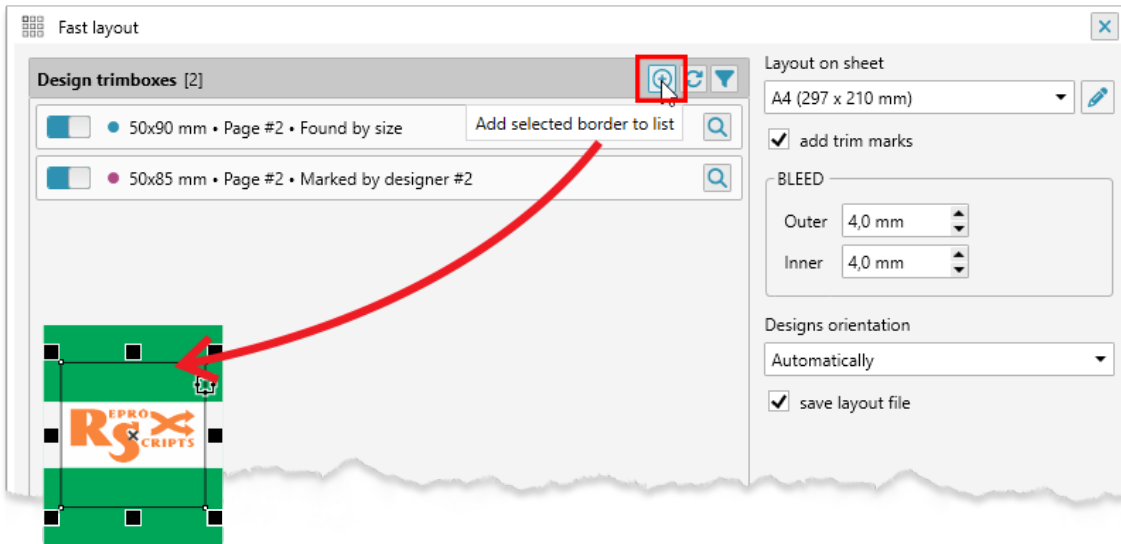 Fast layout
Design trimboxes [2]
50x90 mm • Page #2 • Found by size
Add selected border to list
50x85 mm • Page #2 • Marked by designer #2
REPRO
SCRIPTS
Layout on sheet
A4 (297 x 210 mm)
add trim marks
BLEED
Outer 4,0 mm
Inner 4,0 mm
Designs orientation
Automatically
save layout file